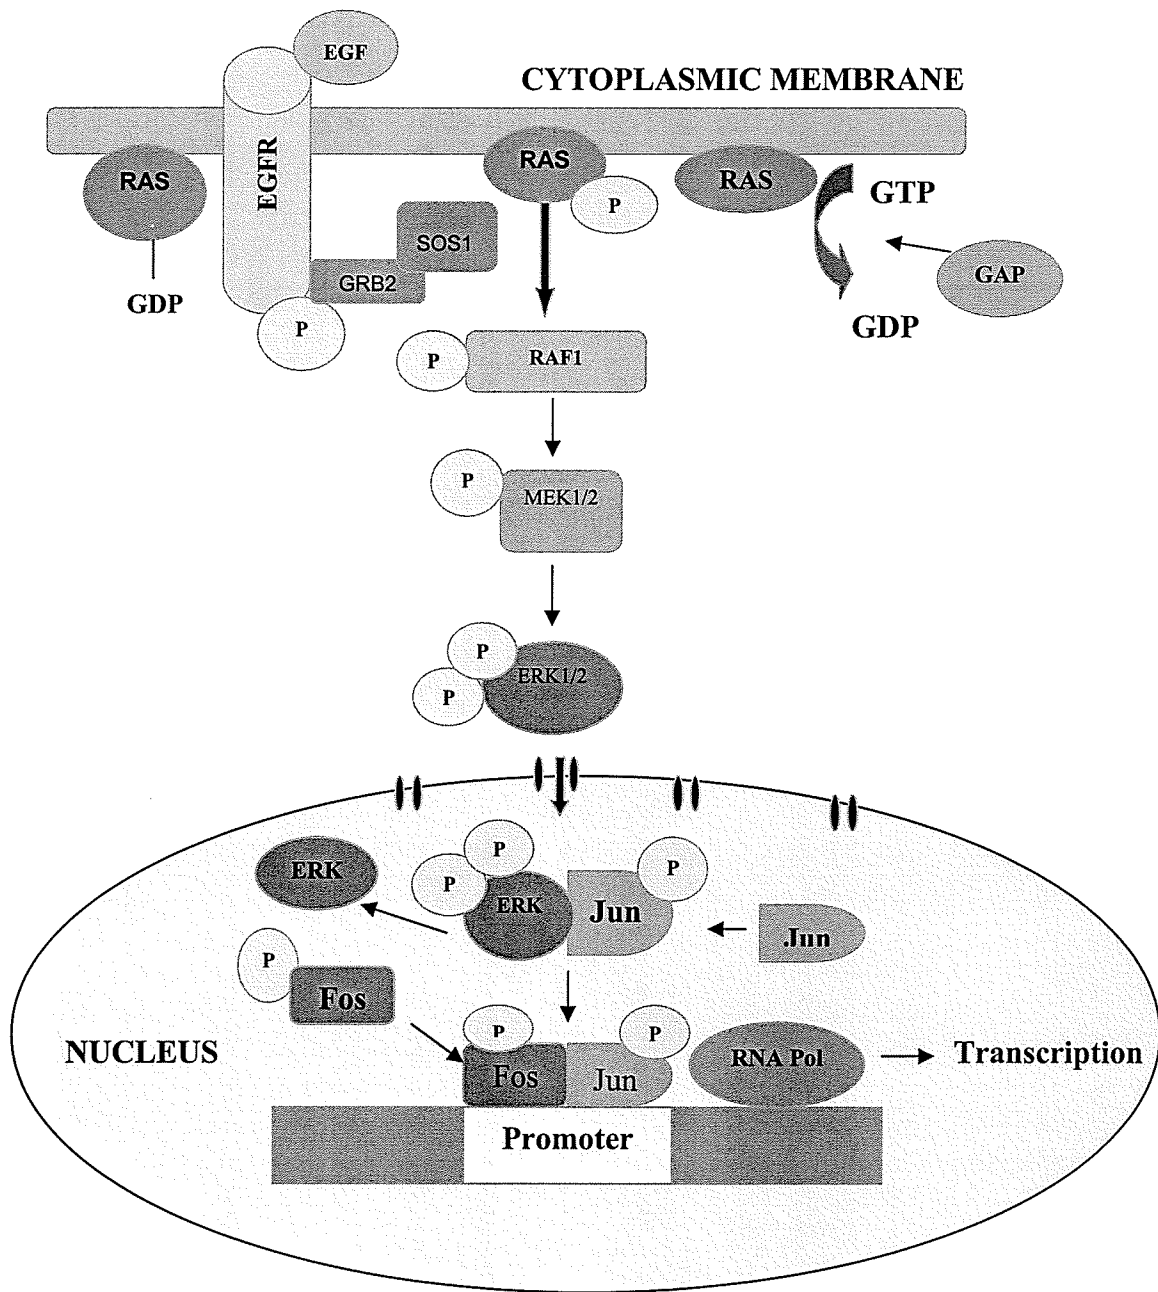 EGF
CYTOPLASMIC MEMBRANE
EGFR
RAS
RAS
RAS
P
GTP
SOS1
GRB2
GAP
GDP
P
GDP
P
RAF1
P
MEK1/2
P
P
ERK1/2
P
P
P
ERK
ERK
Jun
Jun
P
Fos
P
P
NUCLEUS
Fos
Jun
RNA Pol
Transcription
Promoter